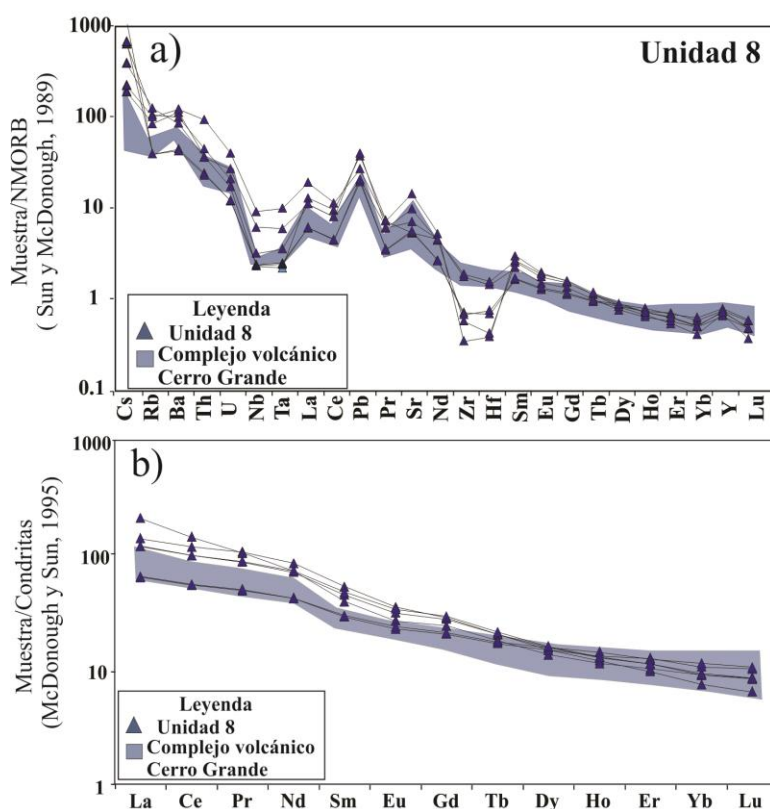 a)
Unidad 8
1000
100
10
1
0.1
Muestra/NMORB
( Sun y McDonough, 1989)
Leyenda
Unidad 8
Complejo volcánico
Cerro Grande
Cs Rb Ba Th U Nb Ta La Ce Pb Pr Sr Nd Zr Hf Sm Eu Gd Tb Dy Ho Er Yb Y Lu
b)
1000
100
10
1
Muestra/Condritas
(McDonough y Sun, 1995)
Leyenda
Unidad 8
Complejo volcánico
Cerro Grande
La Ce Pr Nd Sm Eu Gd Tb Dy Ho Er Yb Lu